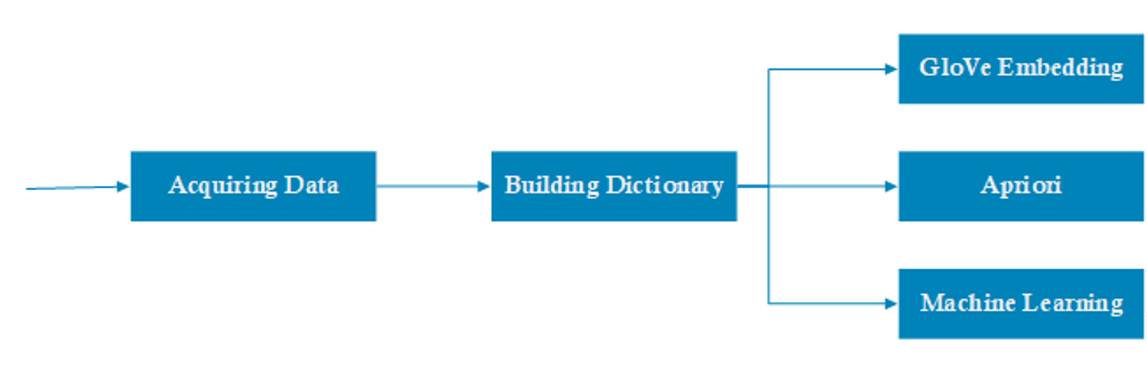 GloVe Embedding
Acquiring Data
Building Dictionary
Apriori
Machine Learning